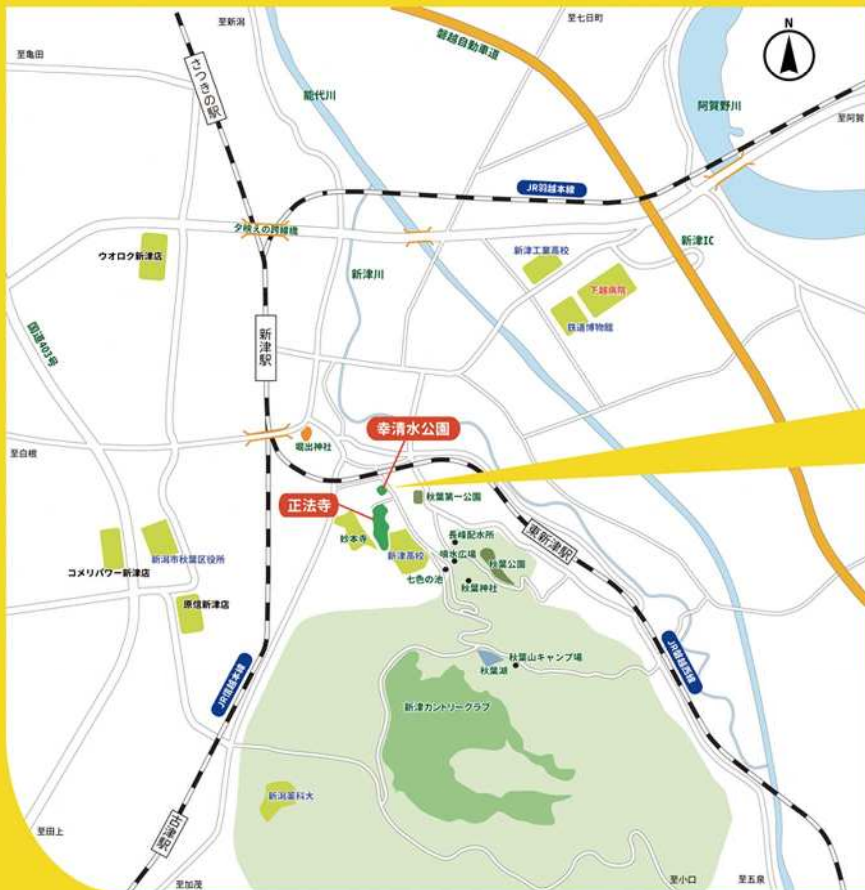 至新潟
至七日町
至亀田
磐越自動車道
N
さつきの駅
能代川
阿賀野川
至阿賀
JR羽越本線
夕映えの跨線橋
新津工業高校
新津IC
ウオロク新津店
新津川
下越病院
鉄道博物館
国道403号
新津駅
幸清水公園
堀出神社
至白根
正法寺
秋葉第一公園
妙本寺
長峰配水所
東新津駅
新潟市秋葉区役所
新津高校
噴水広場
秋葉公園
コメリパワー新津店
七色の池
秋葉神社
原信新津店
秋葉山キャンプ場
秋葉湖
JR磐越西線
JR信越本線
新津カントリークラブ
新潟薬科大
古津駅
至田上
至加茂
至小口
至五泉